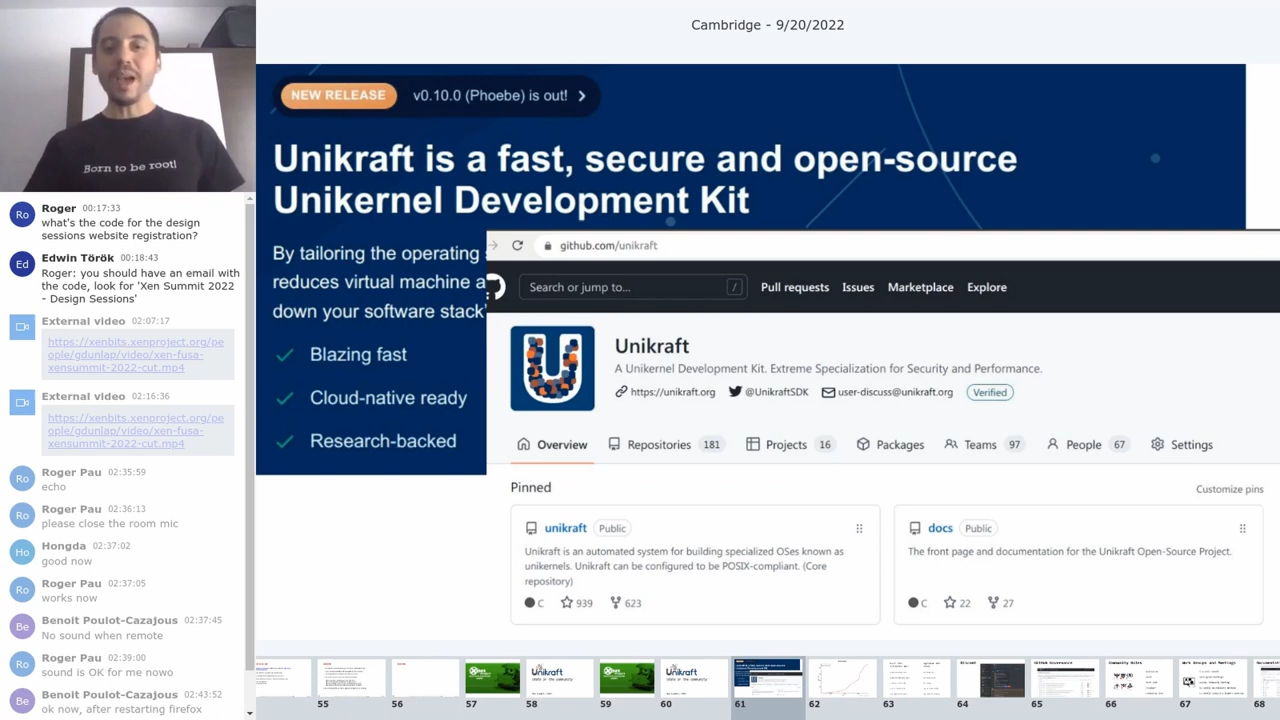 Cambridge - 9/20/2022
Born to be root!
Ro Roger 00:17:33
what's the code for the design
sessions website registration?
Ed Edwin Török 00:18:43
Roger: you should have an email with
the code, look for 'Xen Summit 2022
- Design Sessions'
External video 02:07:17
https://xenbits.xenproject.org/pe
ople/gdunlap/video/xen-fusa-
xensummit-2022-cut.mp4
External video 02:16:36
https://xenbits.xenproject.org/pe
ople/gdunlap/video/xen-fusa-
xensummit-2022-cut.mp4
Ro Roger Pau 02:35:59
echo
Ro Roger Pau 02:36:13
please close the room mic
Ho Hongda 02:37:02
good now
Ro Roger Pau 02:37:05
works now
Be Benoit Poulot-Cazajous 02:37:45
No sound when remote
Ro Roger Pau 02:39:00
sound is OK for me nowo
Be Benoit Poulot-Cazajous 02:43:52
ok now, after restarting firefox
NEW RELEASE v0.10.0 (Phoebe) is out!
Unikraft is a fast, secure and open-source
Unikernel Development Kit
By tailoring the operating
reduces virtual machine a
down your software stack'
Blazing fast
Cloud-native ready
Research-backed
github.com/unikraft
Search or jump to... / Pull requests Issues Marketplace Explore
Unikraft
A Unikernel Development Kit. Extreme Specialization for Security and Performance.
https://unikraft.org @UnikraftSDK user-discuss@unikraft.org Verified
Overview Repositories 181 Projects 16 Packages Teams 97 People 67 Settings
Pinned Customize pins
unikraft Public
Unikraft is an automated system for building specialized OSes known as
unikernels. Unikraft can be configured to be POSIX-compliant. (Core
repository)
C 939 623
docs Public
The front page and documentation for the Unikraft Open-Source Project.
C 22 27
55 56 57 58 59 60 61 62 63 64 65 66 67 68